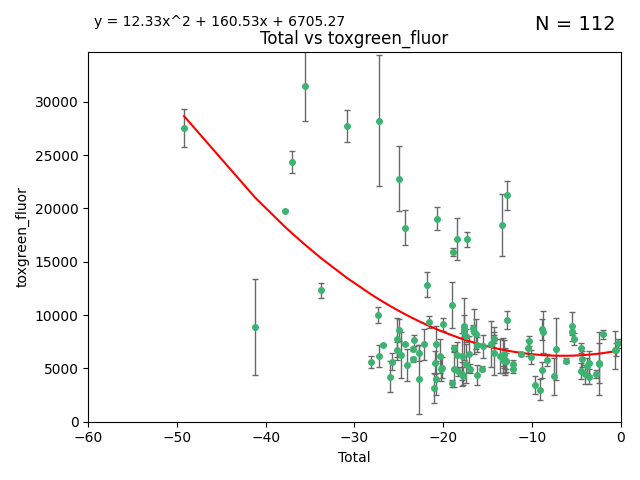 y = 12.33x^2 + 160.53x + 6705.27
N = 112
Total vs toxgreen_fluor
toxgreen_fluor
30000
25000
20000
15000
10000
5000
0
−60
−50
−40
−30
−20
−10
0
Total